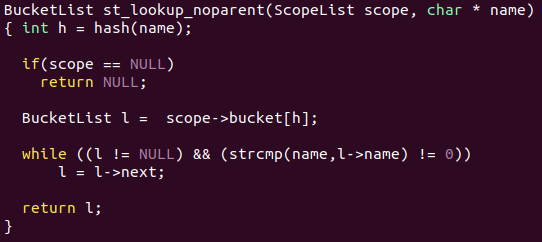 BucketList st_lookup_noparent(ScopeList scope, char * name)
{ int h = hash(name);
if(scope == NULL)
return NULL;
BucketList l =  scope->bucket[h];
while ((l != NULL) && (strcmp(name,l->name) != 0))
l = l->next;
return l;
}